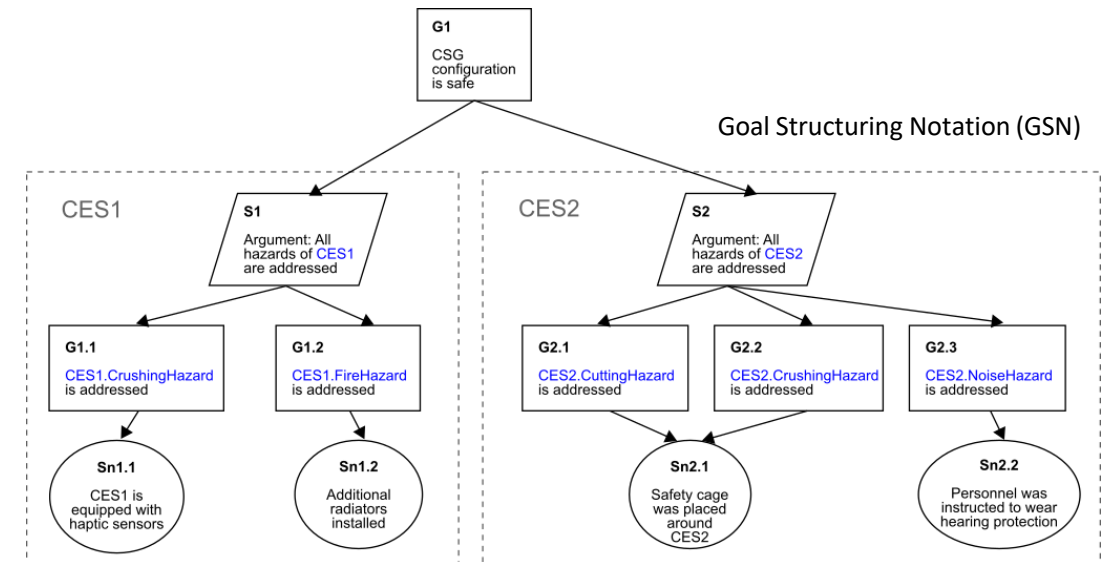 G1
CSG
configuration
is safe
Goal Structuring Notation (GSN)
CES1
S1
Argument: All
hazards of CES1
are addressed
CES2
S2
Argument: All
hazards of CES2
are addressed
G1.1
CES1.CrushingHazard
is addressed
G1.2
CES1.FireHazard
is addressed
G2.1
CES2.CuttingHazard
is addressed
G2.2
CES2.CrushingHazard
is addressed
G2.3
CES2.NoiseHazard
is addressed
Sn1.1
CES1 is
equipped with
haptic sensors
Sn1.2
Additional
radiators
installed
Sn2.1
Safety cage
was placed
around
CES2
Sn2.2
Personnel was
instructed to wear
hearing protection